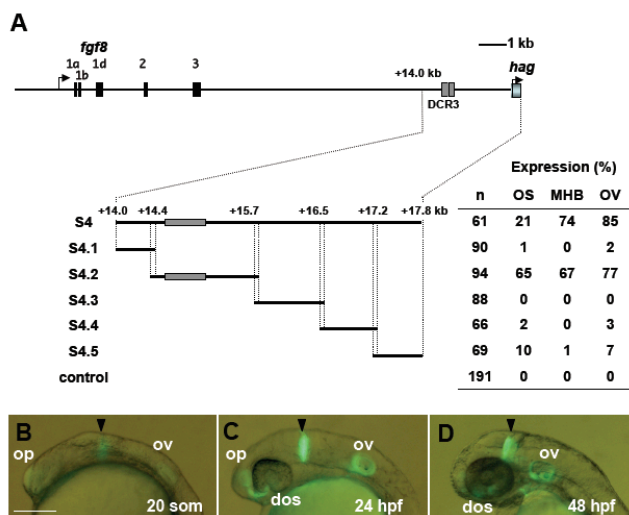 A
fgf8
1a 1d 2 3
1b
1 kb
hag
+14.0 kb
DCR3
Expression (%)
n OS MHB OV
+14.0 +14.4 +15.7 +16.5 +17.2 +17.8 kb
S4 61 21 74 85
S4.1 90 1 0 2
S4.2 94 65 67 77
S4.3 88 0 0 0
S4.4 66 2 0 3
S4.5 69 10 1 7
control 191 0 0 0
B op ov 20 som
C op ov dos 24 hpf
D ov dos 48 hpf